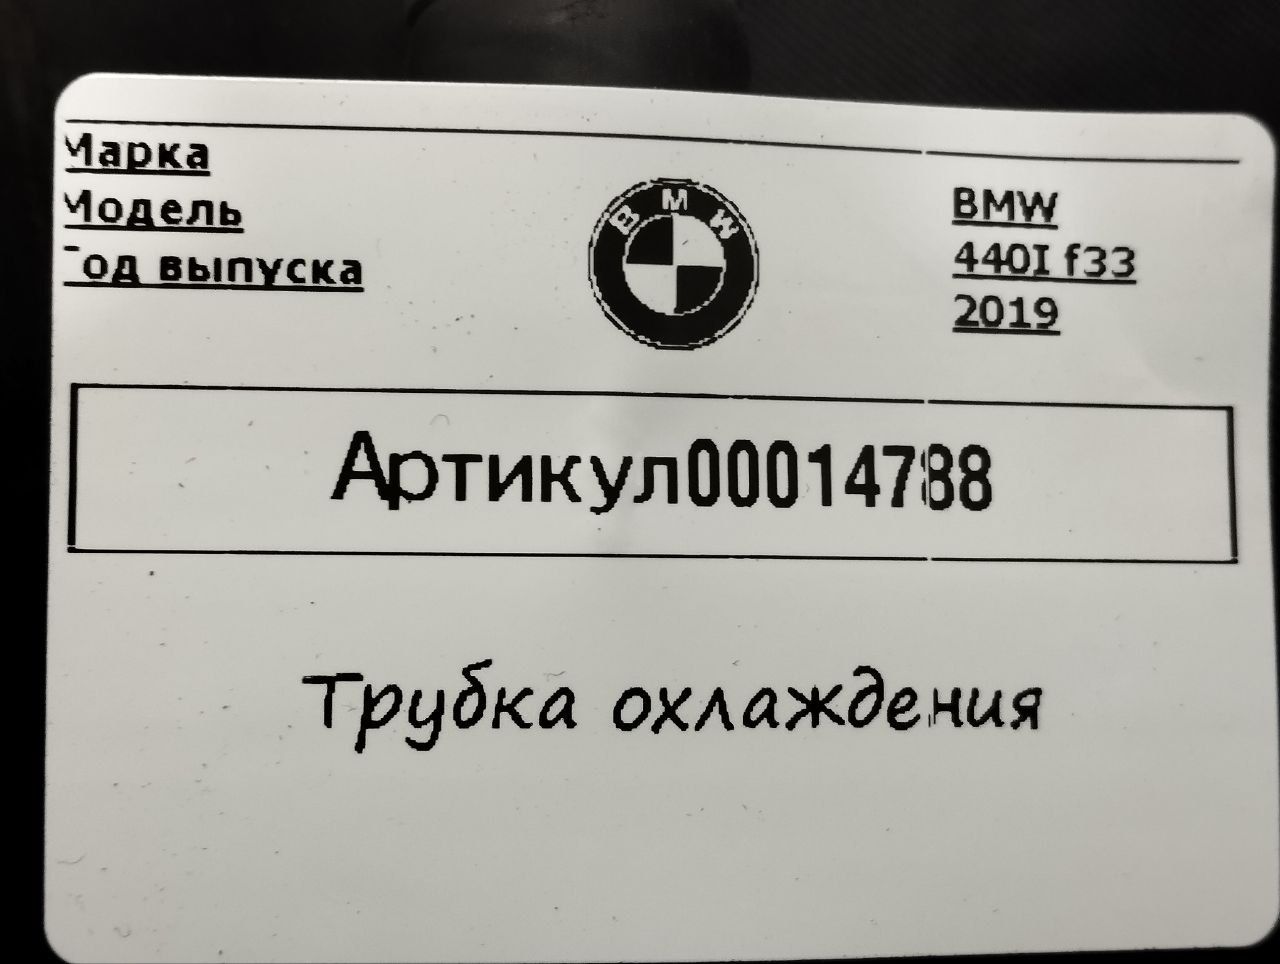 Марка
Модель
Год выпуска
BMW
BMW
440I f33
2019
Артикул00014788
Трубка охлаждения